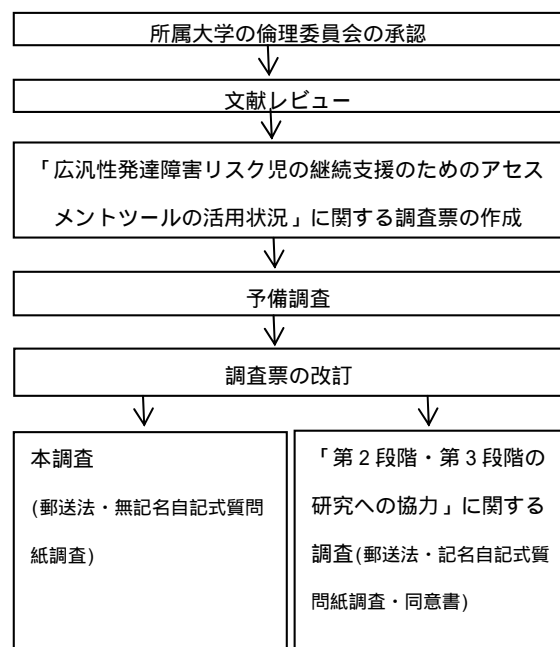 所属大学の倫理委員会の承認
文献レビュー
「広汎性発達障害リスク児の継続支援のためのアセス
メントツールの活用状況」に関する調査票の作成
予備調査
調査票の改訂
本調査
(郵送法・無記名自記式質問
紙調査)
「第2段階・第3段階の
研究への協力」に関する
調査(郵送法・記名自記式質
問紙調査・同意書)